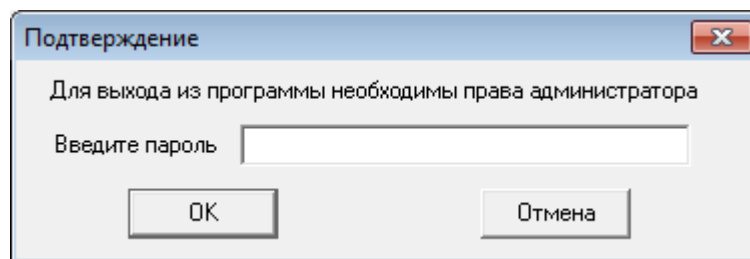 Подтверждение
Для выхода из программы необходимы права администратора
Введите пароль
OK
Отмена